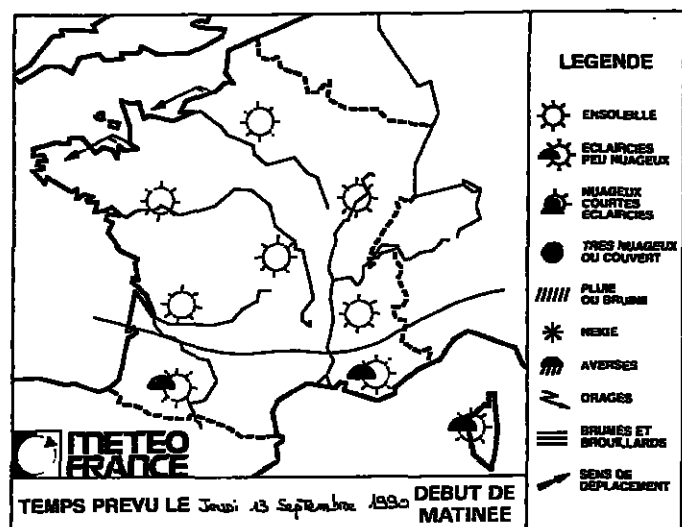 LEGENDE
ENSOLEILLE
ECLAIRCIES
PEU NUAGEUX
NUAGEUX
COURTES
ECLAIRCIES
TRES NUAGEUX
OU COUVERT
PLUIE
OU BRUINE
NEIGE
AVERSES
ORAGES
BRUMES ET
BROUILLARDS
SENS DE
DEPLACEMENT
METEO
FRANCE
TEMPS PREVU LE Jeudi 13 Septembre 1990 DEBUT DE
MATINEE